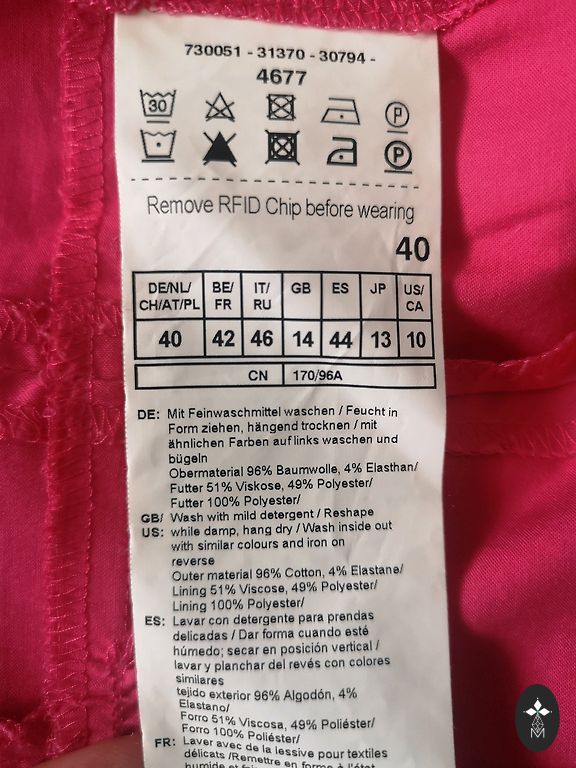 730051 - 31370 - 30794 -
4677
30 P
P
Remove RFID Chip before wearing
40
DE/NL/ CH/AT/PL BE/ FR IT/ RU GB ES JP US/ CA
40 42 46 14 44 13 10
CN 170/96A
DE: Mit Feinwaschmittel waschen / Feucht in
Form ziehen, hängend trocknen / mit
ähnlichen Farben auf links waschen und
bügeln
Obermaterial 96% Baumwolle, 4% Elasthan/
Futter 51% Viskose, 49% Polyester/
Futter 100% Polyester/
GB/ Wash with mild detergent / Reshape
US: while damp, hang dry / Wash inside out
with similar colours and iron on
reverse
Outer material 96% Cotton, 4% Elastane/
Lining 51% Viscose, 49% Polyester/
Lining 100% Polyester/
ES: Lavar con detergente para prendas
delicadas / Dar forma cuando esté
húmedo; secar en posición vertical /
lavar y planchar del revés con colores
similares
tejido exterior 96% Algodón, 4%
Elastano/
Forro 51% Viscosa, 49% Poliéster/
Forro 100% Poliéster/
FR: Laver avec de la lessive pour textiles
délicats /Remettre en forme à l'état
humide et
M